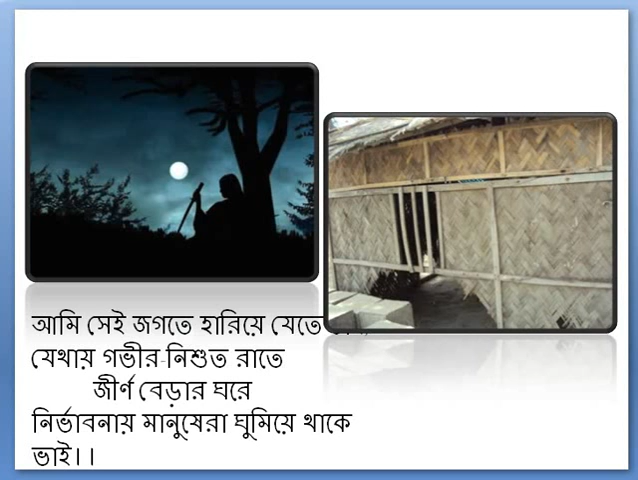 আমি সেই জগতে হারিয়ে যেতে
যেথায় গভীর-নিশুত রাতে
জীর্ণ বেড়ার ঘরে
নির্ভাবনায় মানুষেরা ঘুমিয়ে থাকে
ভাই।।